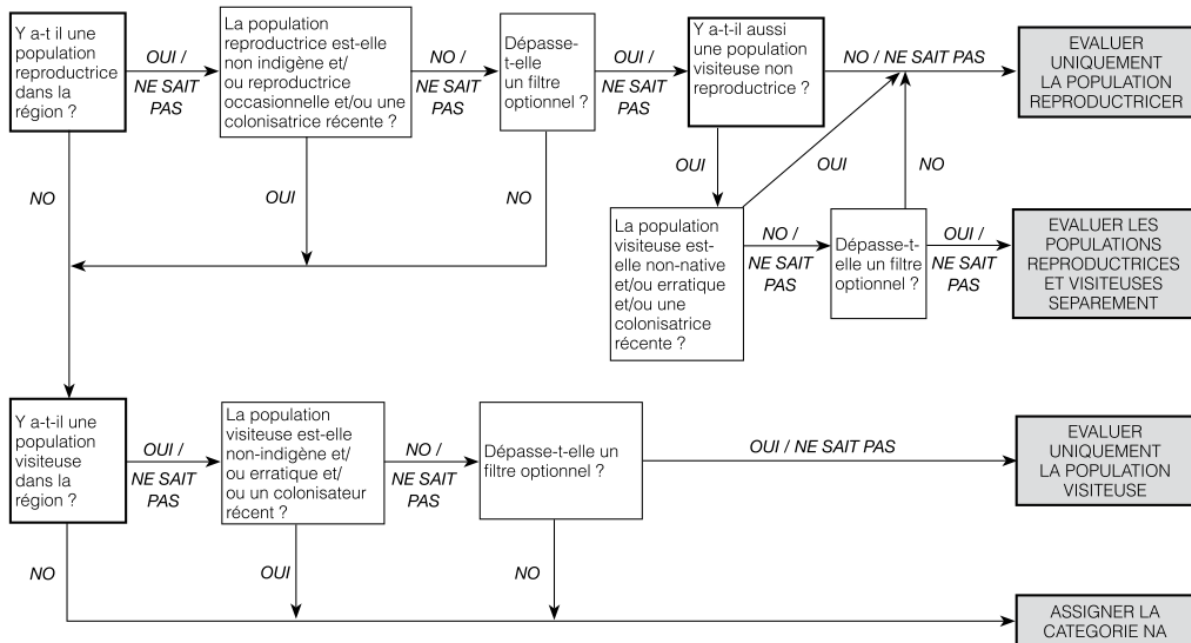 Y a-t il une
population
reproductrice
dans la
région ?
OUI /
NE SAIT
PAS
La population
reproductrice est-elle
non indigène et/
ou reproductrice
occasionnelle et/ou une
colonisatrice récente ?
NO /
NE SAIT
PAS
Dépasse-
t-elle
un filtre
optionnel ?
OUI /
NE SAIT
PAS
Y a-t-il aussi
une population
visiteuse non
reproductrice ?
NO / NE SAIT PAS
EVALUER
UNIQUEMENT
LA POPULATION
REPRODUCTRICER
NO
OUI
NO
OUI
OUI
NO
La population
visiteuse est-
elle non-native
et/ou erratique
et/ou une
colonisatrice
récente ?
NO /
NE SAIT
PAS
Dépasse-t-
elle un filtre
optionnel ?
OUI /
NE SAIT
PAS
EVALUER LES
POPULATIONS
REPRODUCTRICES
ET VISITEUSES
SEPAREMENT
Y a-t-il une
population
visiteuse
dans la
région ?
OUI /
NE SAIT
PAS
La population
visiteuse est-elle
non-indigène et/
ou erratique et/
ou un colonisateur
récent ?
NO /
NE SAIT
PAS
Dépasse-t-elle un
filtre optionnel ?
OUI / NE SAIT PAS
EVALUER
UNIQUEMENT
LA POPULATION
VISITEUSE
NO
OUI
NO
ASSIGNER LA
CATEGORIE NA